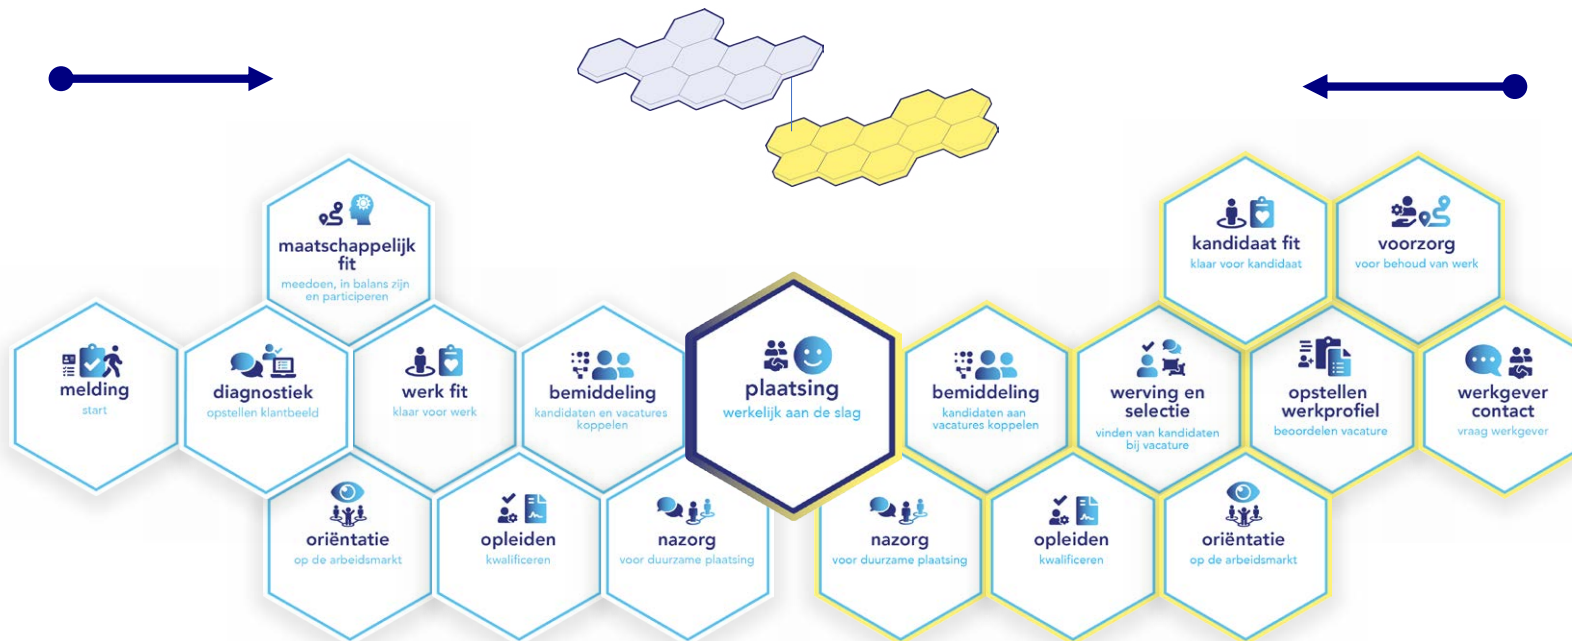 maatschappelijk
fit
meedoen, in balans zijn
en participeren
kandidaat fit
klaar voor kandidaat
voorzorg
voor behoud van werk
melding
start
diagnostiek
opstellen klantbeeld
werk fit
klaar voor werk
bemiddeling
kandidaten en vacatures
koppelen
plaatsing
werkelijk aan de slag
bemiddeling
kandidaten aan
vacatures koppelen
werving en
selectie
vinden van kandidaten
bij vacature
opstellen
werkprofiel
beoordelen vacature
werkgever
contact
vraag werkgever
oriëntatie
op de arbeidsmarkt
opleiden
kwalificeren
nazorg
voor duurzame plaatsing
nazorg
voor duurzame plaatsing
opleiden
kwalificeren
oriëntatie
op de arbeidsmarkt